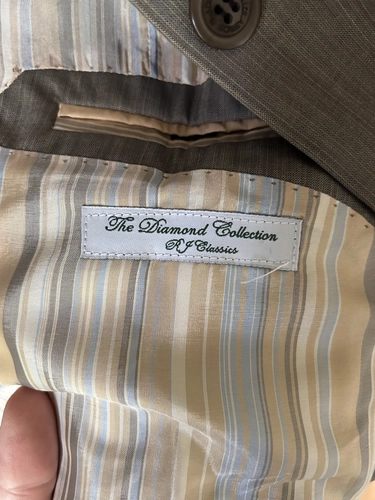 The Diamond Collection
RJ Classics